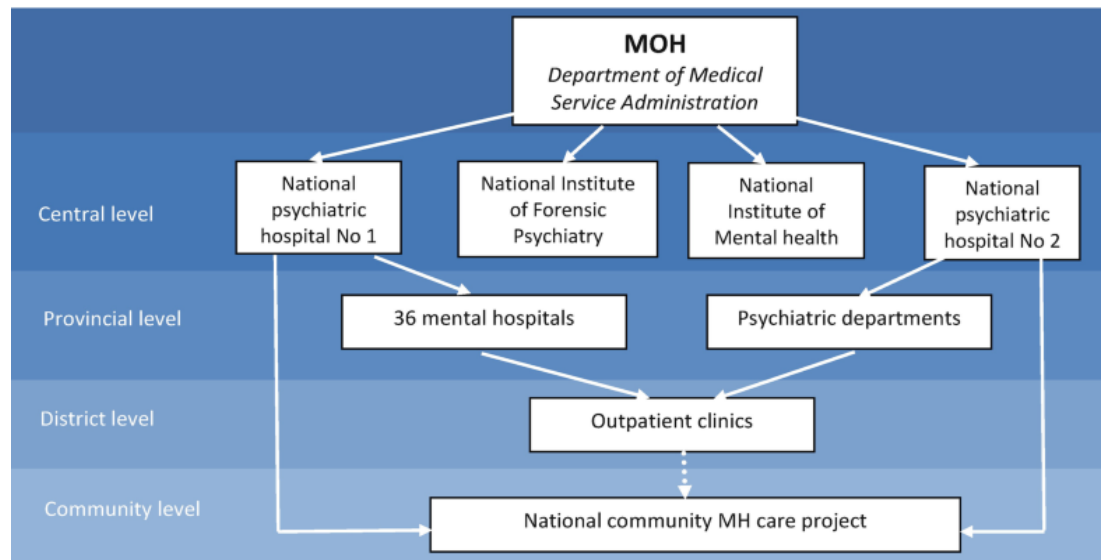 MOH
Department of Medical
Service Administration
Central level
National
psychiatric
hospital No 1
National Institute
of Forensic
Psychiatry
National
Institute of
Mental health
National
psychiatric
hospital No 2
Provincial level
36 mental hospitals
Psychiatric departments
District level
Outpatient clinics
Community level
National community MH care project